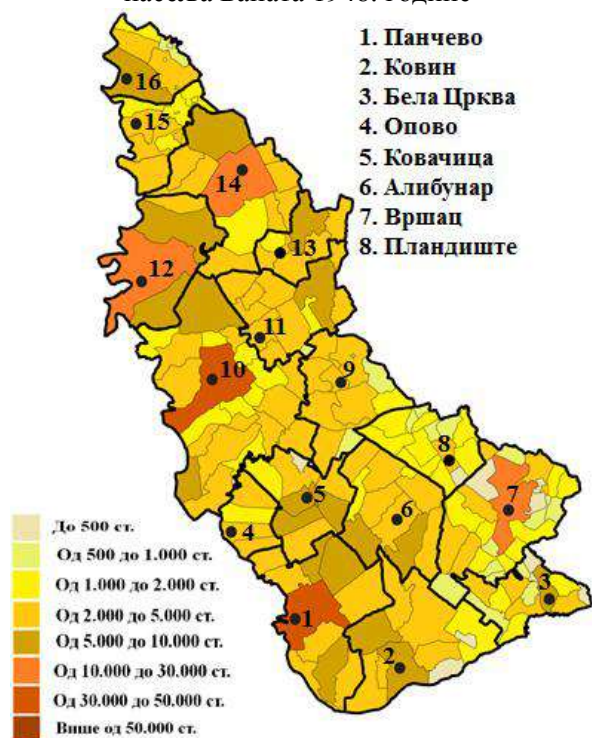 насеља Баната 1948. године
1. Панчево
2. Ковин
3. Бела Црква
4. Опово
5. Ковачица
6. Алибунар
7. Вршац
8. Пландиште
16
15
14
13
12
11
10
9
8
7
6
5
4
3
1
2
До 500 ст.
Од 500 до 1.000 ст.
Од 1.000 до 2.000 ст.
Од 2.000 до 5.000 ст.
Од 5.000 до 10.000 ст.
Од 10.000 до 30.000 ст.
Од 30.000 до 50.000 ст.
Више од 50.000 ст.